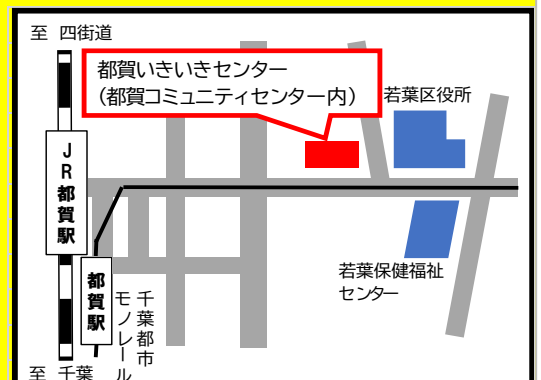 至 四街道
都賀いきいきセンター
（都賀コミュニティセンター内）
若葉区役所
JR都賀駅
若葉保健福祉
センター
都賀駅
千葉都市
モノレール
至 千葉